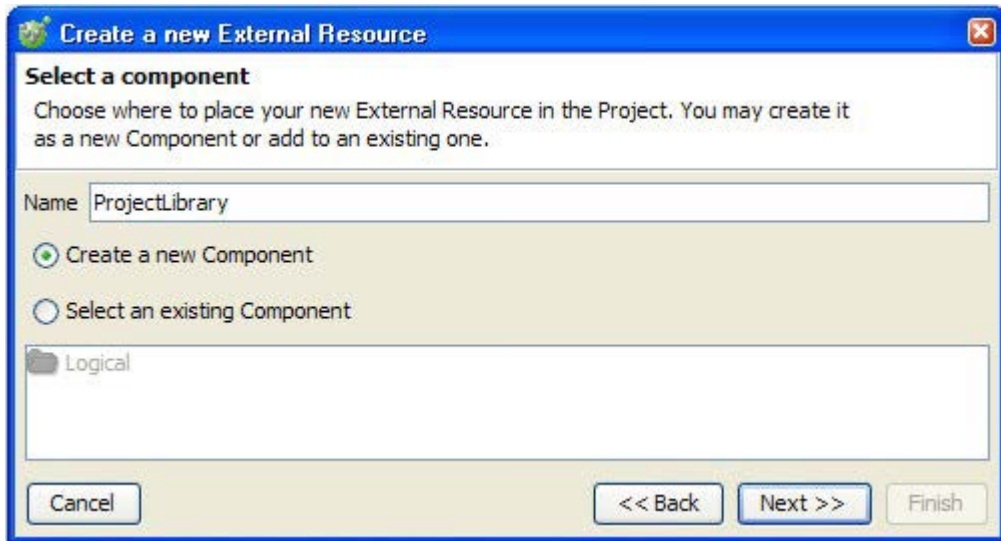 Create a new External Resource
Select a component
Choose where to place your new External Resource in the Project. You may create it
as a new Component or add to an existing one.
Name ProjectLibrary
Create a new Component
Select an existing Component
Logical
Cancel << Back Next >> Finish